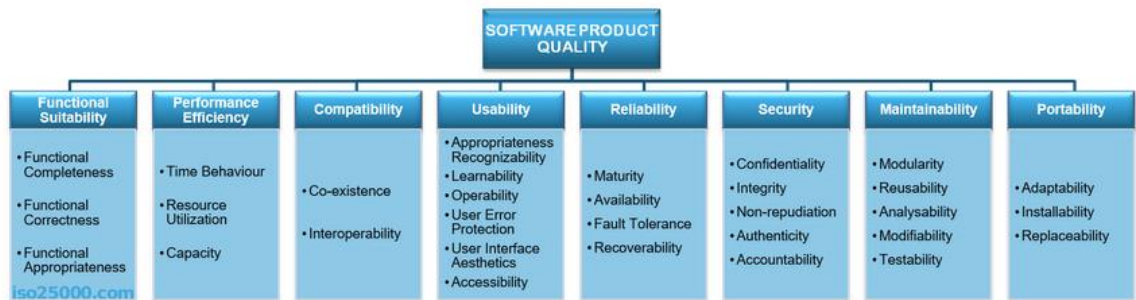 SOFTWARE PRODUCT
QUALITY
Functional
Suitability
• Functional
Completeness
• Functional
Correctness
• Functional
Appropriateness
Performance
Efficiency
• Time Behaviour
• Resource
Utilization
• Capacity
Compatibility
• Co-existence
• Interoperability
Usability
• Appropriateness
Recognizability
• Learnability
• Operability
• User Error
Protection
• User Interface
Aesthetics
• Accessibility
Reliability
• Maturity
• Availability
• Fault Tolerance
• Recoverability
Security
• Confidentiality
• Integrity
• Non-repudiation
• Authenticity
• Accountability
Maintainability
• Modularity
• Reusability
• Analysability
• Modifiability
• Testability
Portability
• Adaptability
• Installability
• Replaceability
iso25000.com